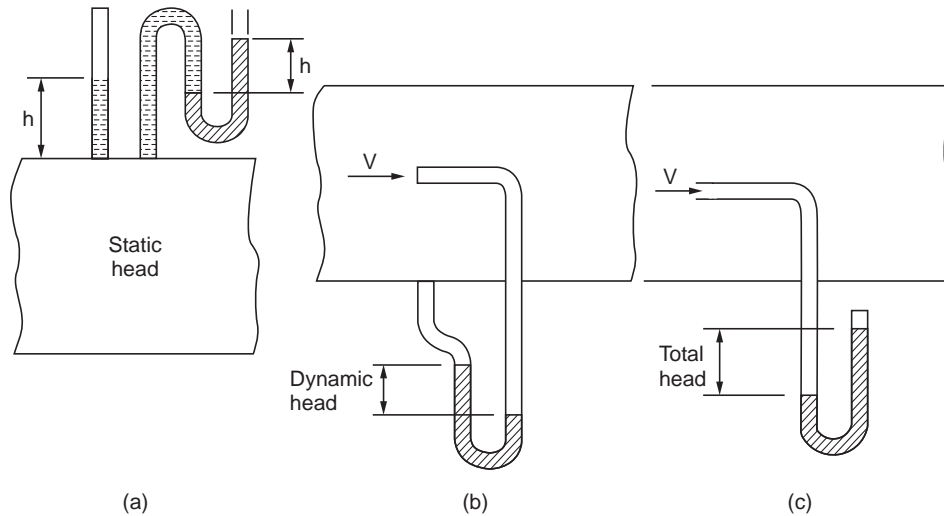 h
h
Static
head
V
Dynamic
head
V
Total
head
(a)
(b)
(c)